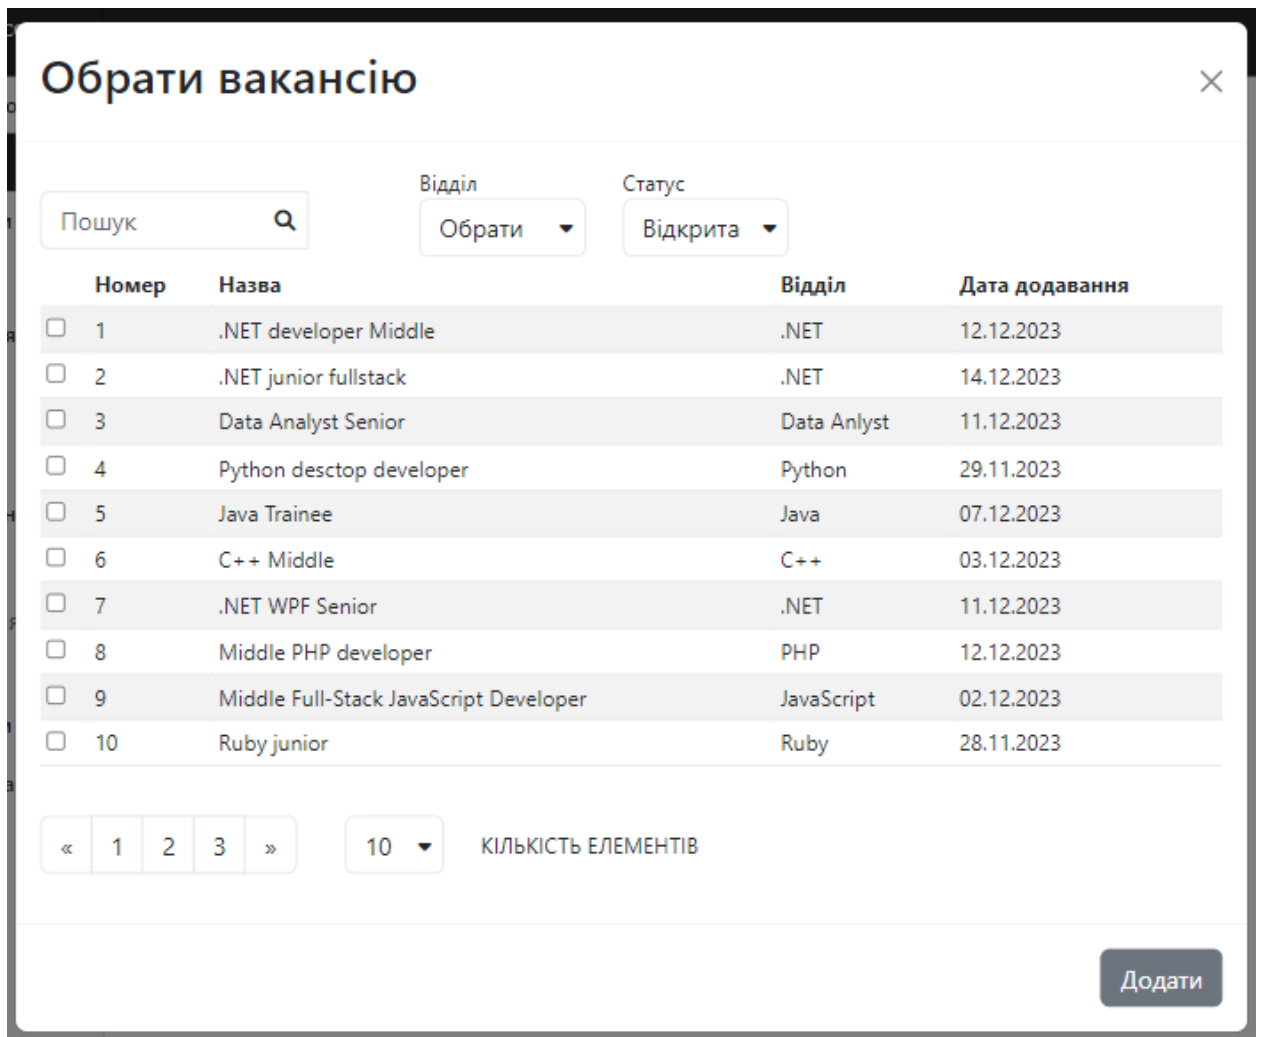 Обрати вакансію
Відділ Статус
Пошук Обрати Відкрита
Номер Назва Відділ Дата додавання
1 .NET developer Middle .NET 12.12.2023
2 .NET junior fullstack .NET 14.12.2023
3 Data Analyst Senior Data Anlyst 11.12.2023
4 Python desctop developer Python 29.11.2023
5 Java Trainee Java 07.12.2023
6 C++ Middle C++ 03.12.2023
7 .NET WPF Senior .NET 11.12.2023
8 Middle PHP developer PHP 12.12.2023
9 Middle Full-Stack JavaScript Developer JavaScript 02.12.2023
10 Ruby junior Ruby 28.11.2023
« 1 2 3 » 10 КІЛЬКІСТЬ ЕЛЕМЕНТІВ
Додати